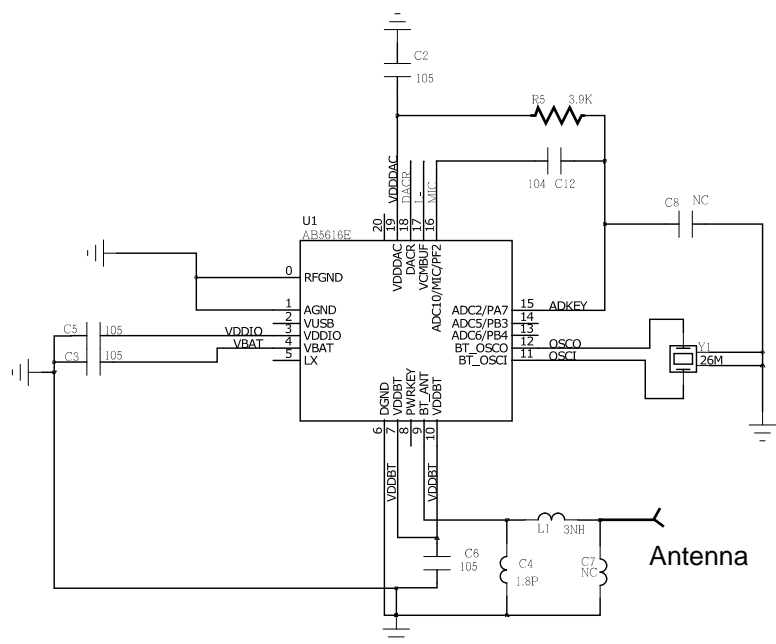 C2
105
R5 3.9K
104 C12
C8 NC
VDDDAC
DACR
L-
MIC
U1
AB5616E
20
19
18
17
16
VDDDAC
DACR
VCMBUF
ADC10/MIC/PF2
0 RFGND
1 AGND
2 VUSB
VDDIO 3 VDDIO
VBAT 4 VBAT
5 LX
C5 105
C3 105
ADC2/PA7 15 ADKEY
ADC5/PB3 14
ADC6/PB4 13
BT_OSCO 12 OSCO
BT_OSCI 11 OSCI
Y1
26M
DGND
VDDBT
PWRKEY
BT_ANT
VDDBT
6
7
8
9
10
VDDBT
VDDBT
C6
105
L1 3NH
C4
1.8P
C7
NC
Antenna